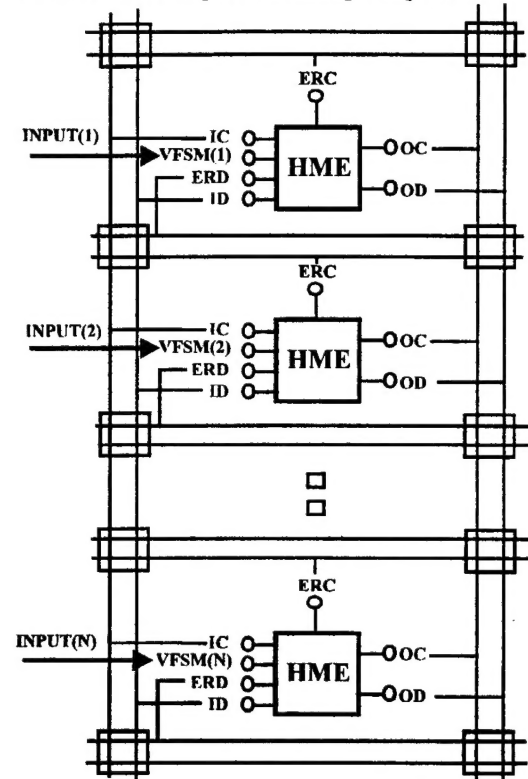 ERC
INPUT(1)
IC
OC
VFSM(1)
HME
ERD
OD
ID
ERC
INPUT(2)
IC
OC
VFSM(2)
HME
ERD
OD
ID
ERC
INPUT(N)
IC
OC
VFSM(N)
HME
ERD
OD
ID